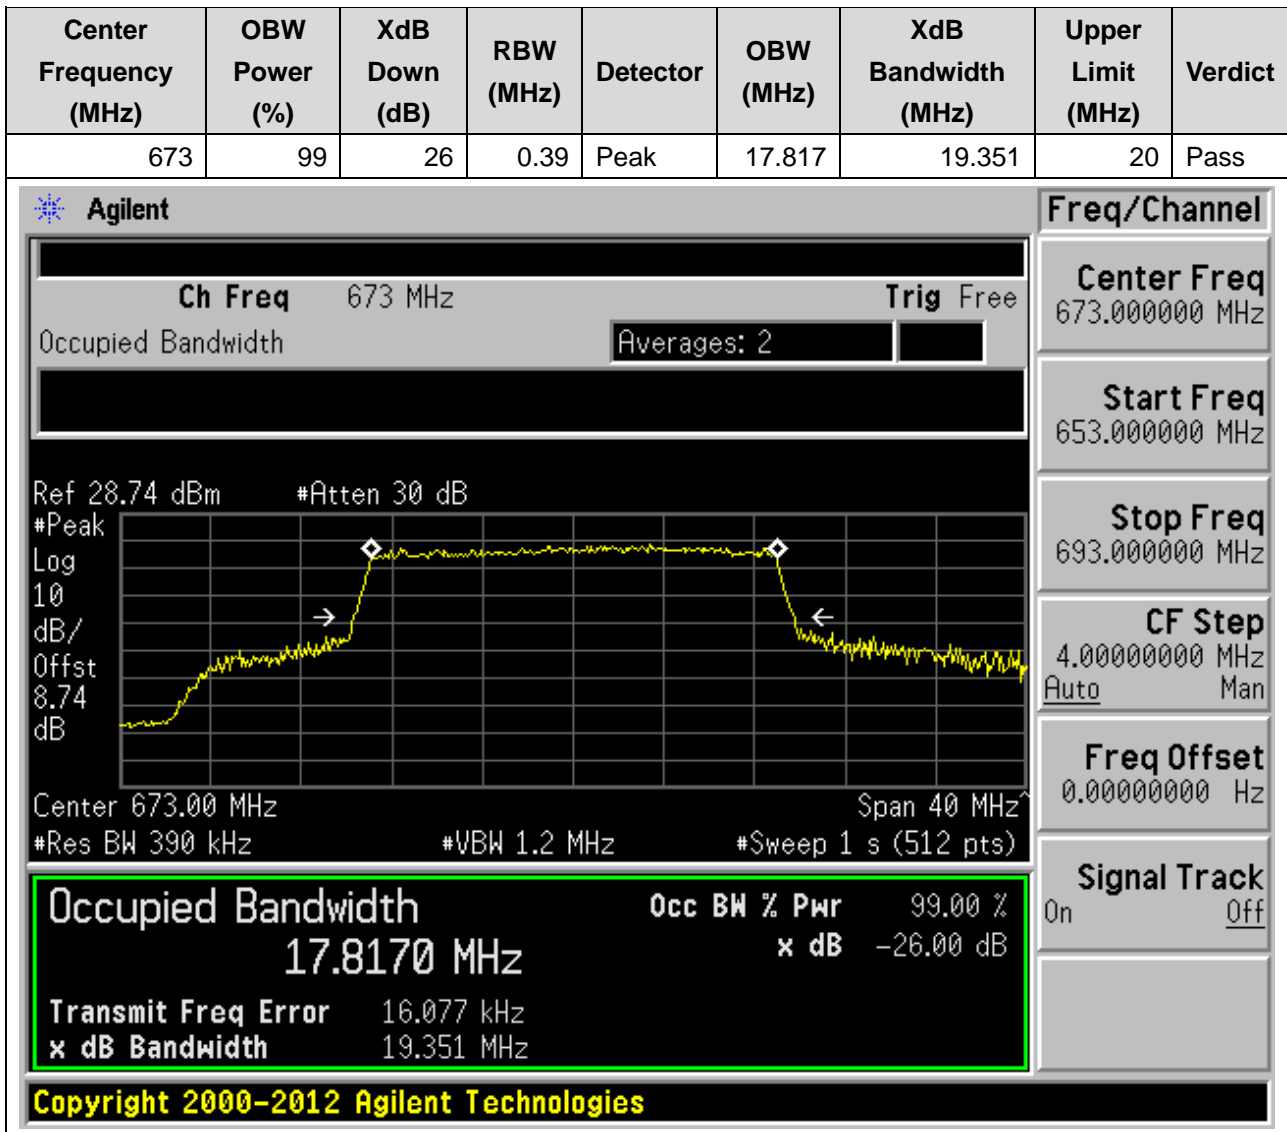 Center Frequency (MHz) OBW Power (%) XdB Down (dB) RBW (MHz) Detector OBW (MHz) XdB Bandwidth (MHz) Upper Limit (MHz) Verdict
673 99 26 0.39 Peak 17.817 19.351 20 Pass
Agilent
Freq/Channel
Ch Freq 673 MHz Trig Free
Occupied Bandwidth Averages: 2
Center Freq
673.000000 MHz
Start Freq
653.000000 MHz
Stop Freq
693.000000 MHz
CF Step
4.00000000 MHz
Auto Man
Freq Offset
0.00000000 Hz
Signal Track
On Off
Ref 28.74 dBm #Atten 30 dB
#Peak
Log
10
dB/
Offst
8.74
dB
Center 673.00 MHz Span 40 MHz^
#Res BW 390 kHz #VBW 1.2 MHz #Sweep 1 s (512 pts)
Occupied Bandwidth Occ BW % Pwr 99.00 %
17.8170 MHz x dB -26.00 dB
Transmit Freq Error 16.077 kHz
x dB Bandwidth 19.351 MHz
Copyright 2000-2012 Agilent Technologies